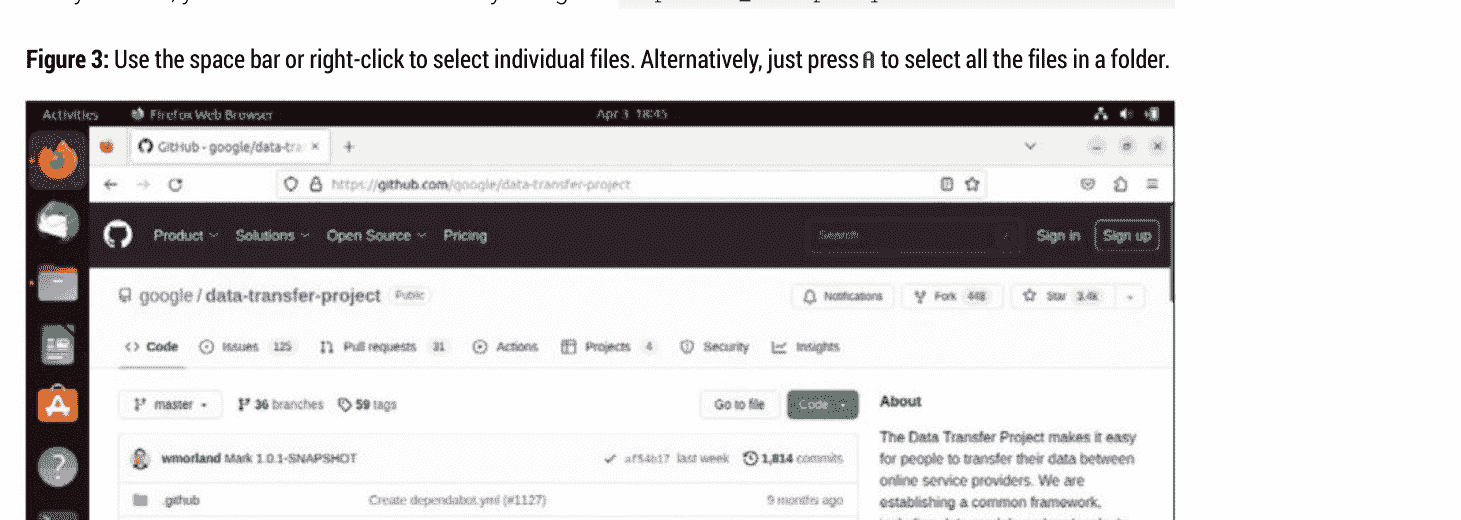 Figure 3: Use the space bar or right-click to select individual files. Alternatively, just press A to select all the files in a folder.
Activities Firefox Web Browser Apr 3 18:45
GitHub - google/data-tra
https://github.com/google/data-transfer-project
Product Solutions Open Source Pricing Search / Sign in Sign up
google / data-transfer-project Public Notifications Fork 448 Star 3.4k
Code Issues 125 Pull requests 31 Actions Projects 4 Security Insights
master 36 branches 59 tags Go to file Code About
The Data Transfer Project makes it easy
wmorland Mark 1.0.1-SNAPSHOT af54b17 last week 1,814 commits for people to transfer their data between
online service providers. We are
.github Create dependabot.yml (#1127) 9 months ago establishing a common framework,